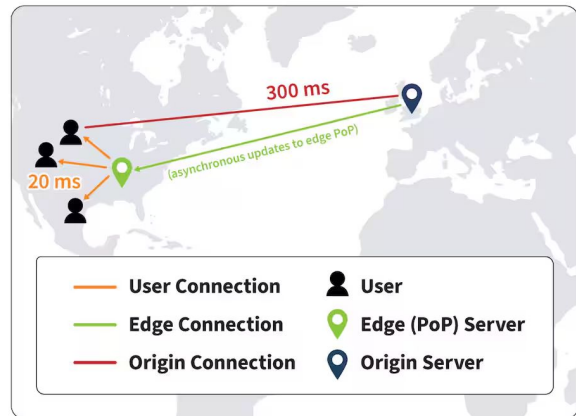 300 ms
(asynchronous updates to edge PoP)
20 ms
User Connection
User
Edge Connection
Edge (PoP) Server
Origin Connection
Origin Server